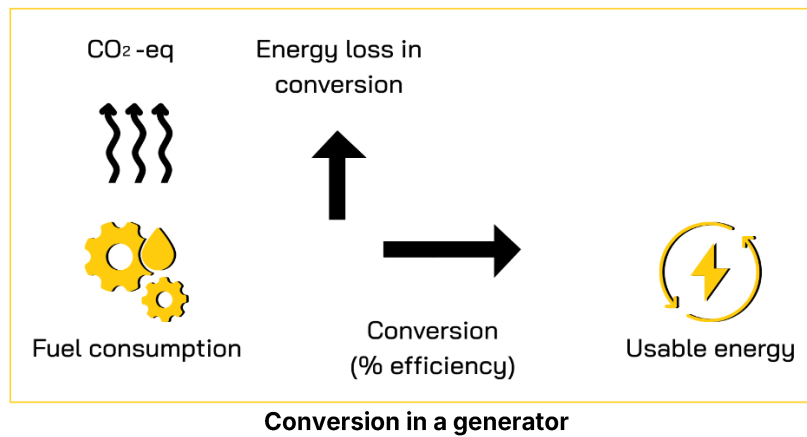 CO₂ -eq
Energy loss in
conversion
Fuel consumption
Conversion
(% efficiency)
Usable energy
Conversion in a generator